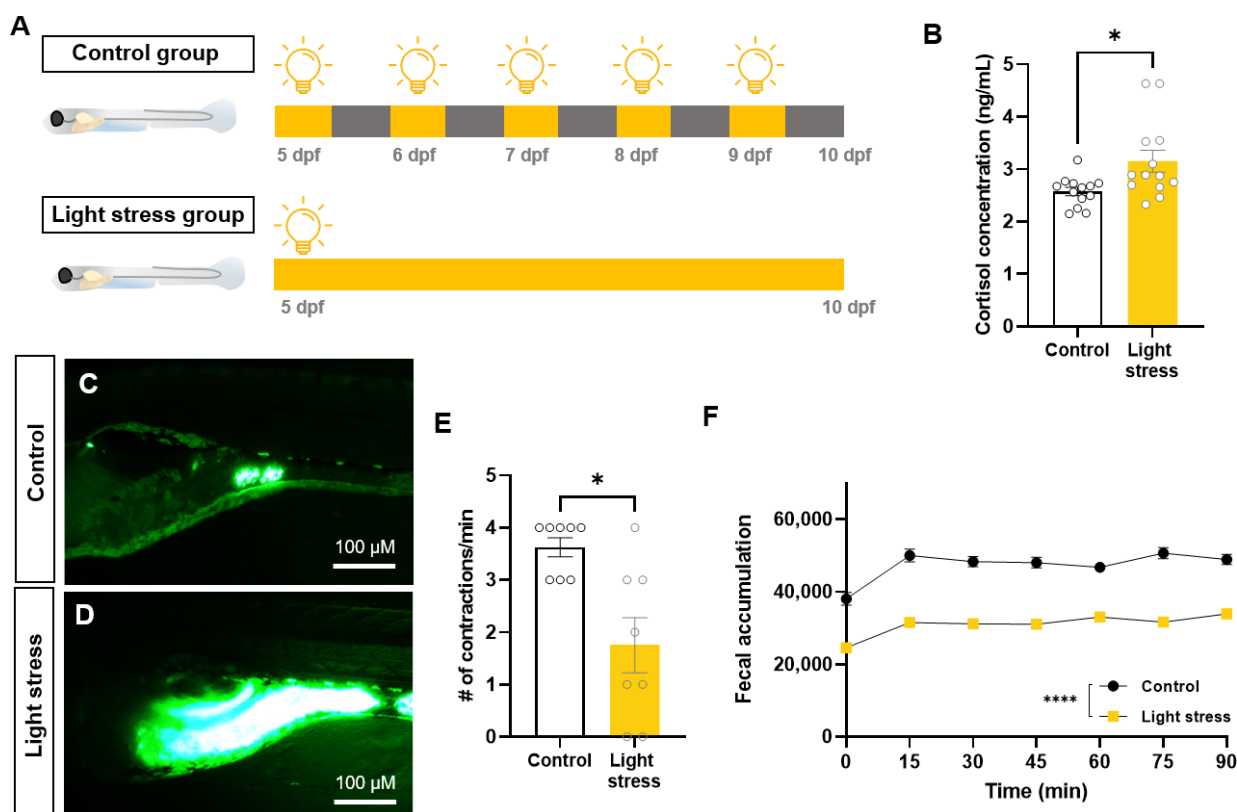 A
Control group
5 dpf
6 dpf
7 dpf
8 dpf
9 dpf
10 dpf
Light stress group
5 dpf
10 dpf
B
*
Cortisol concentration (ng/mL)
5
4
3
2
1
0
Control
Light
stress
Control
C
100 µM
Light stress
D
100 µM
E
*
# of contractions/min
5
4
3
2
1
0
Control
Light
stress
F
Fecal accumulation
60,000
40,000
20,000
0
****
Control
Light stress
0
15
30
45
60
75
90
Time (min)